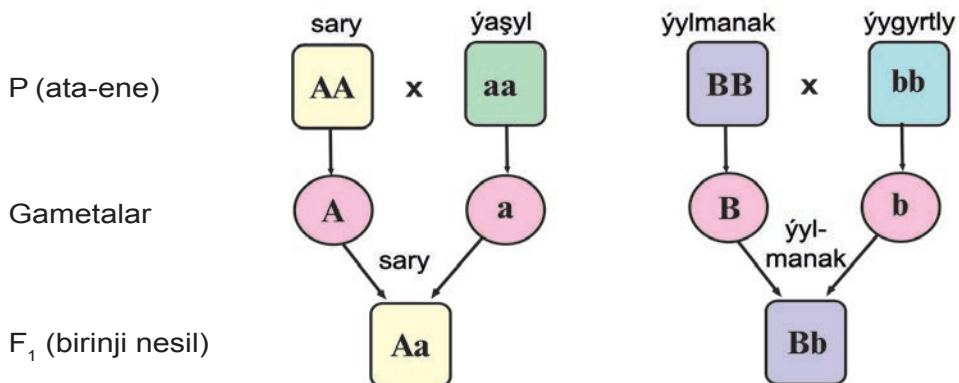 sary ýaşyl ýylmanak ýygyrtly
P (ata-ene) AA x aa BB x bb
Gametalar A a B b
sary ýyl-
manak
F₁ (birinji nesil) Aa Bb